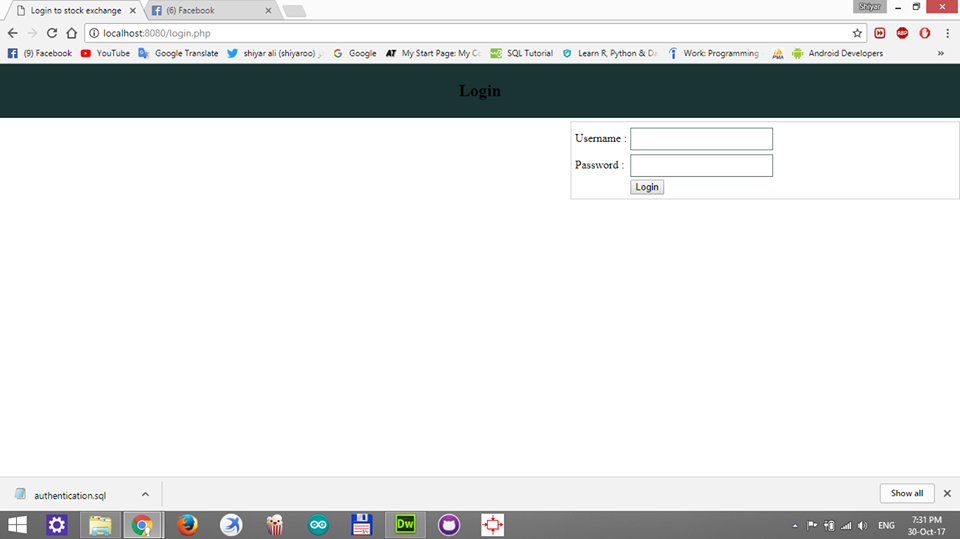 Login to stock exchange
(6) Facebook
Shiyar
localhost:8080/login.php
(9) Facebook YouTube Google Translate shiyar ali (shiyaroo) Google My Start Page: My Co SQL Tutorial Learn R, Python & Da Work: Programming Android Developers »
Login
Username :
Password :
Login
authentication.sql
Show all
Dw
ENG
7:31 PM
30-Oct-17